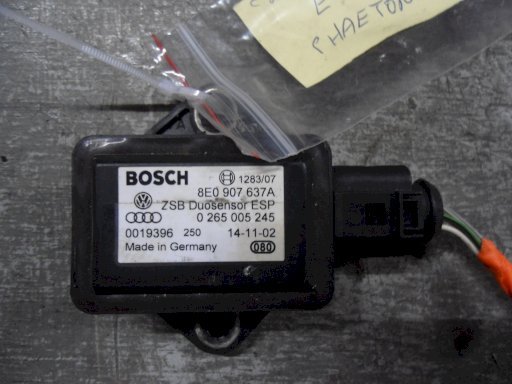 E
PHAETON
BOSCH 1283/07
8E0 907 637A
ZSB Duosensor ESP
0 265 005 245
0019396 250 14-11-02
Made in Germany 080